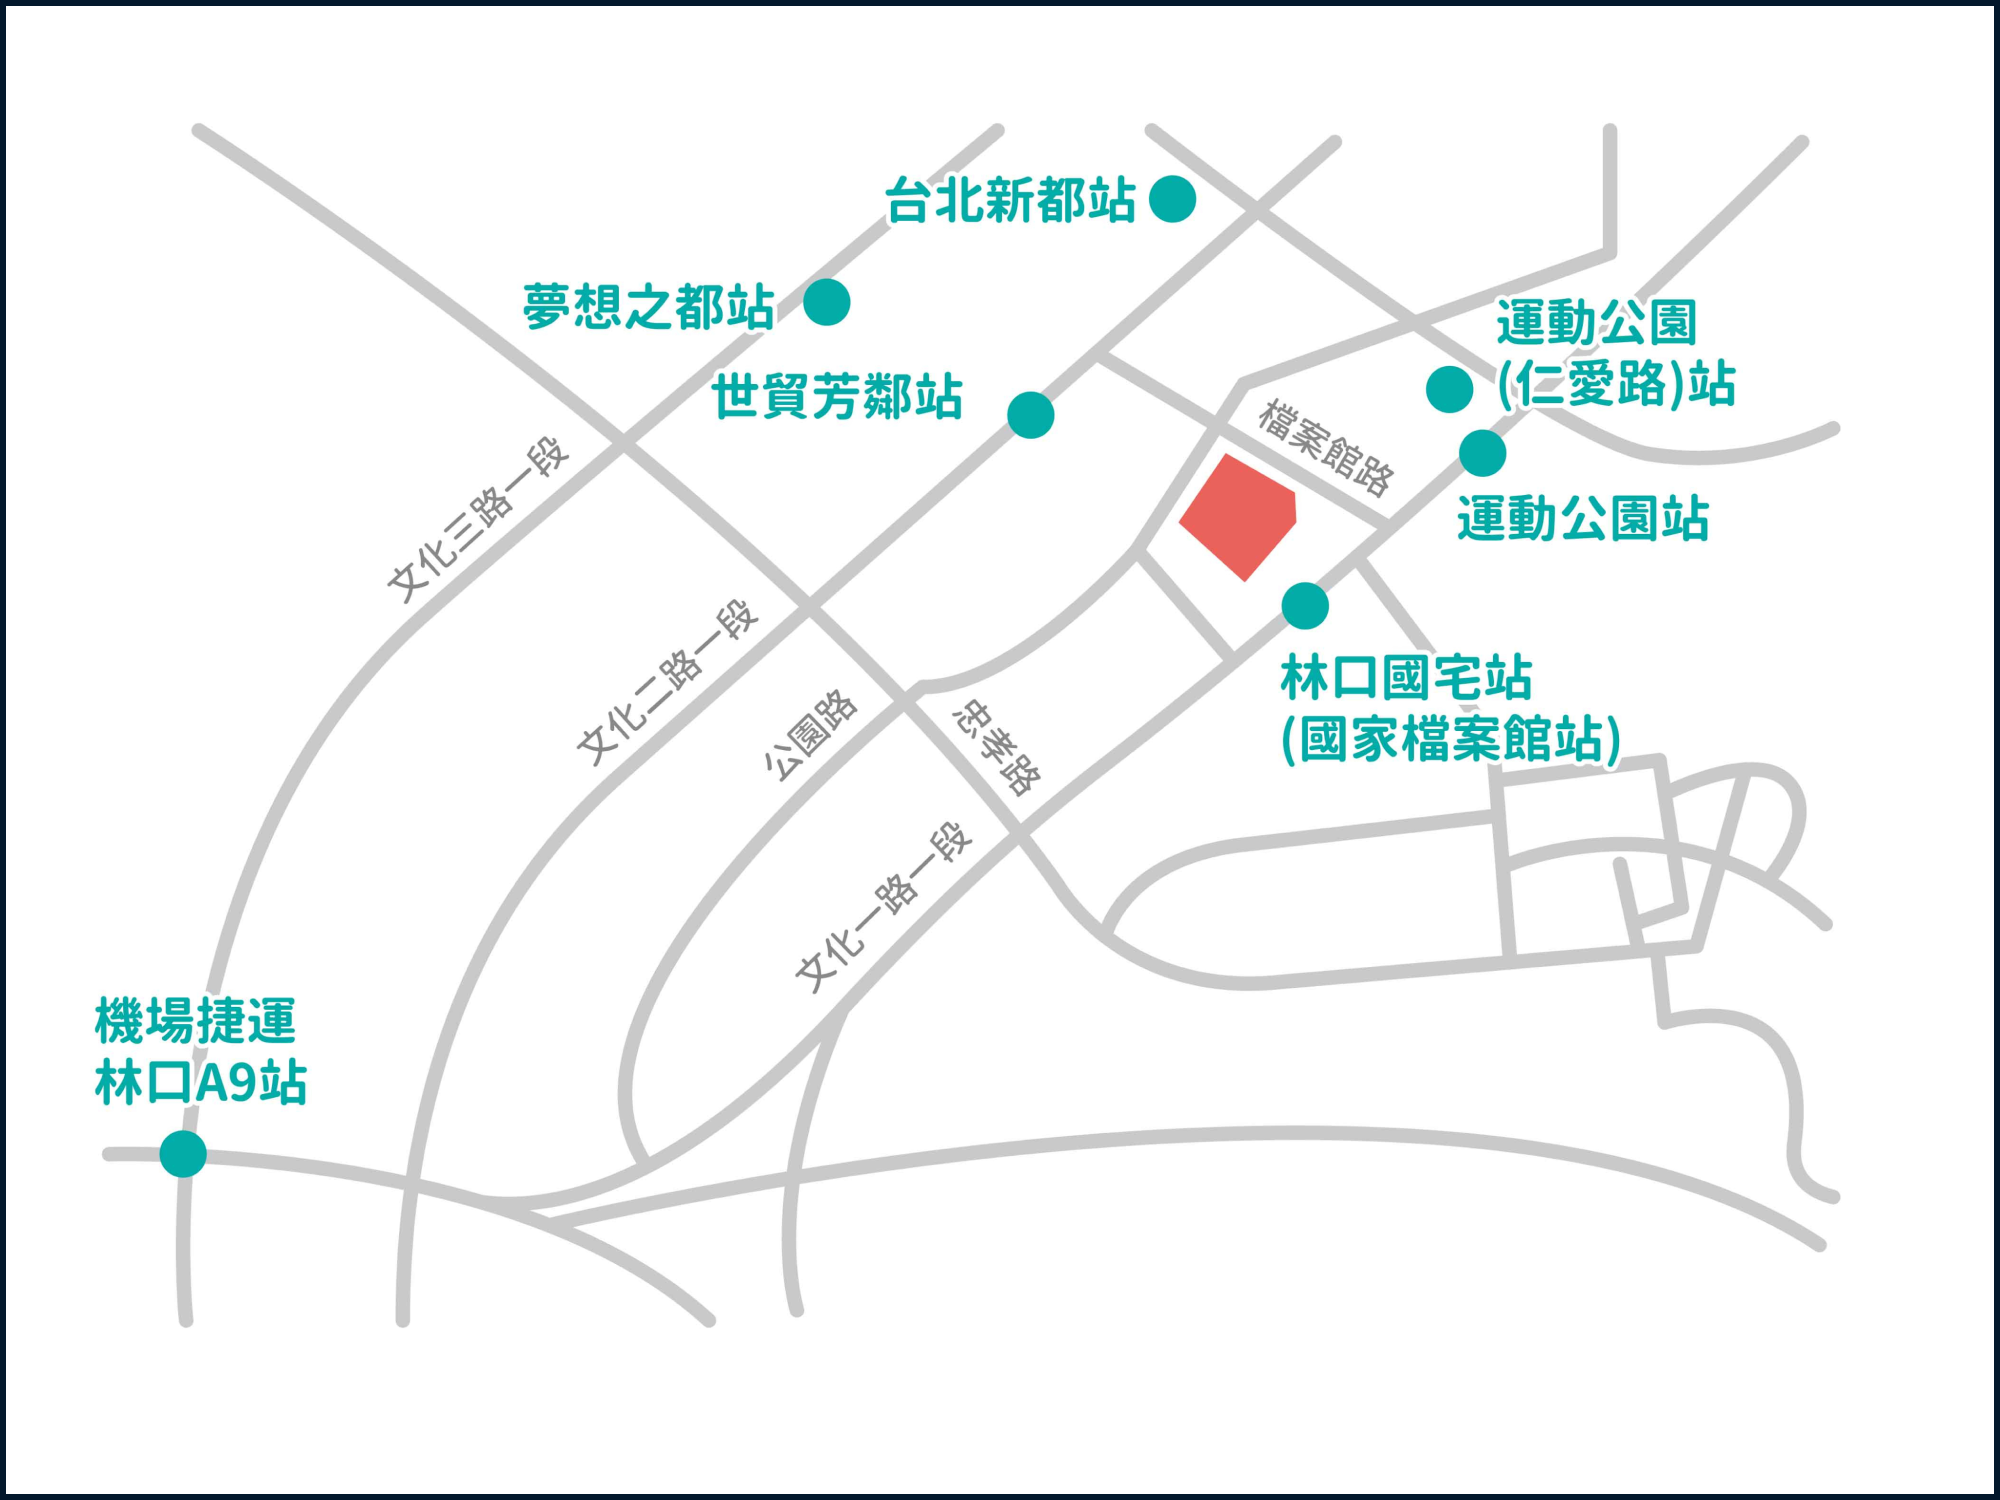 台北新都站
夢想之都站
世貿芳鄰站
運動公園
(仁愛路)站
檔案館路
運動公園站
文化三路一段
文化二路一段
公園路
忠孝路
林口國宅站
(國家檔案館站)
文化一路一段
機場捷運
林口A9站